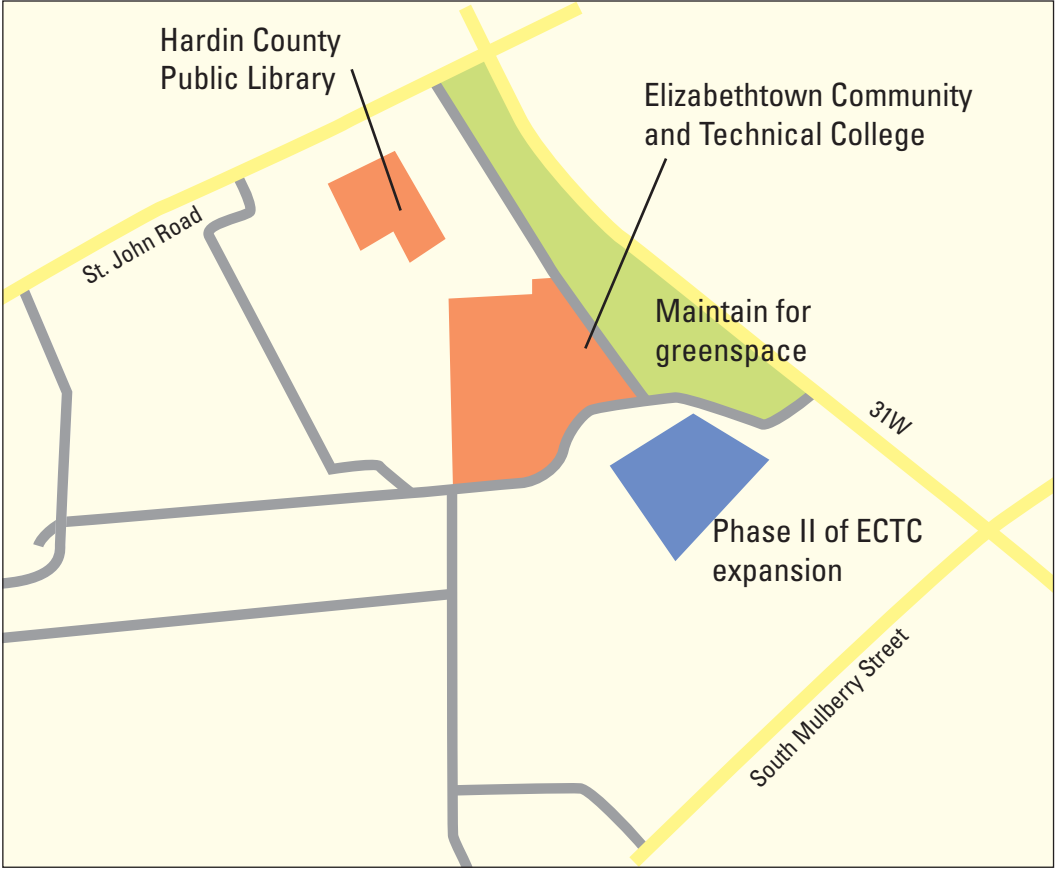 Hardin County
Public Library
Elizabethtown Community
and Technical College
St. John Road
Maintain for
greenspace
31W
Phase II of ECTC
expansion
South Mulberry Street